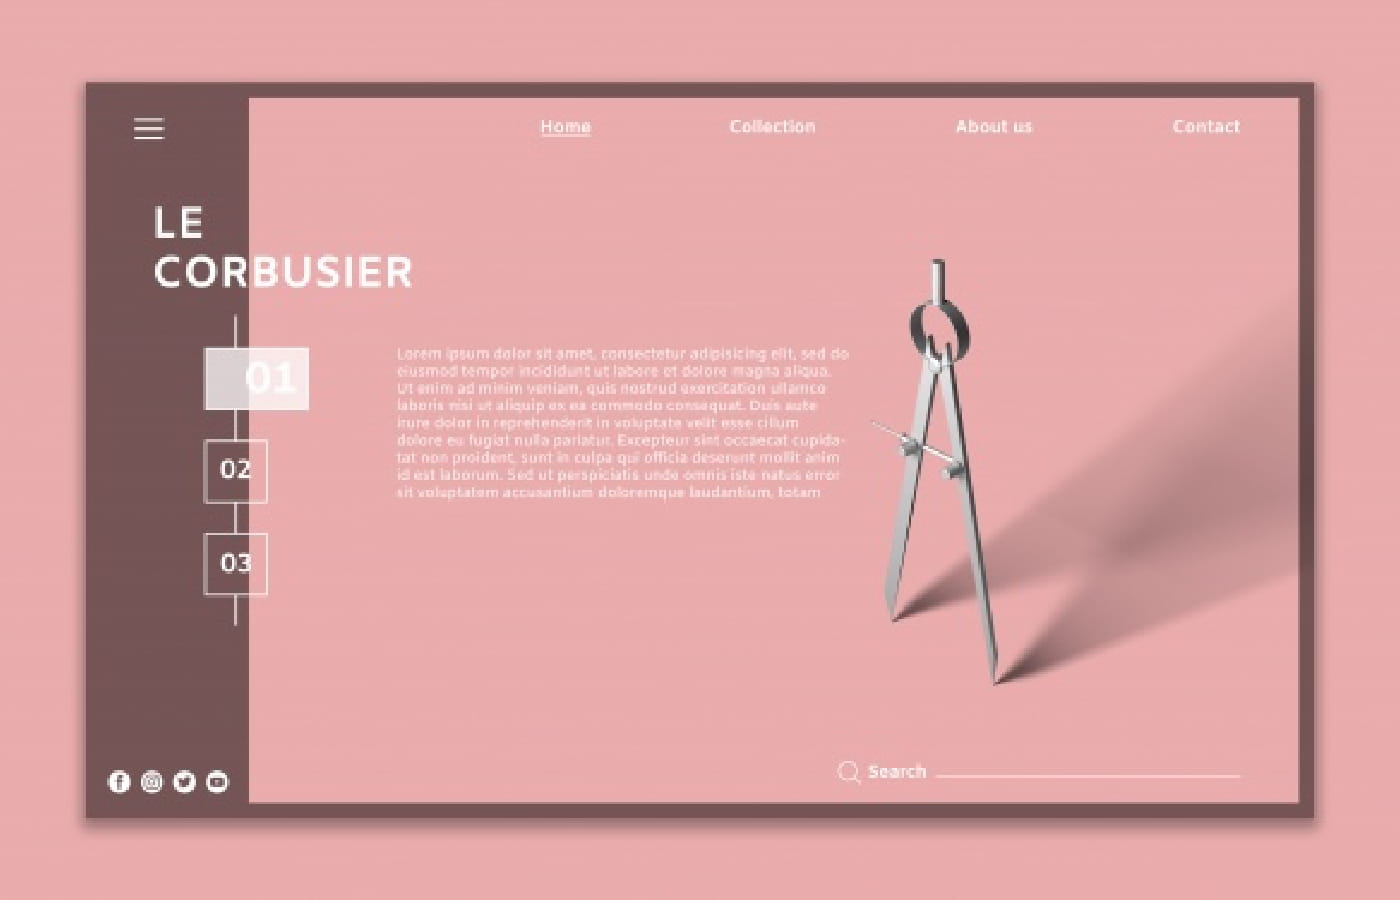 Home Collection About us Contact
LE
CORBUSIER
01
02
03
Lorem ipsum dolor sit amet, consectetur adipisicing elit, sed do
eiusmod tempor incididunt ut labore et dolore magna aliqua.
Ut enim ad minim veniam, quis nostrud exercitation ullamco
laboris nisi ut aliquip ex ea commodo consequat. Duis aute
irure dolor in reprehenderit in voluptate velit esse cillum
dolore eu fugiat nulla pariatur. Excepteur sint occaecat cupida-
tat non proident, sunt in culpa qui officia deserunt mollit anim
id est laborum. Sed ut perspiciatis unde omnis iste natus error
sit voluptatem accusantium doloremque laudantium, totam
Search